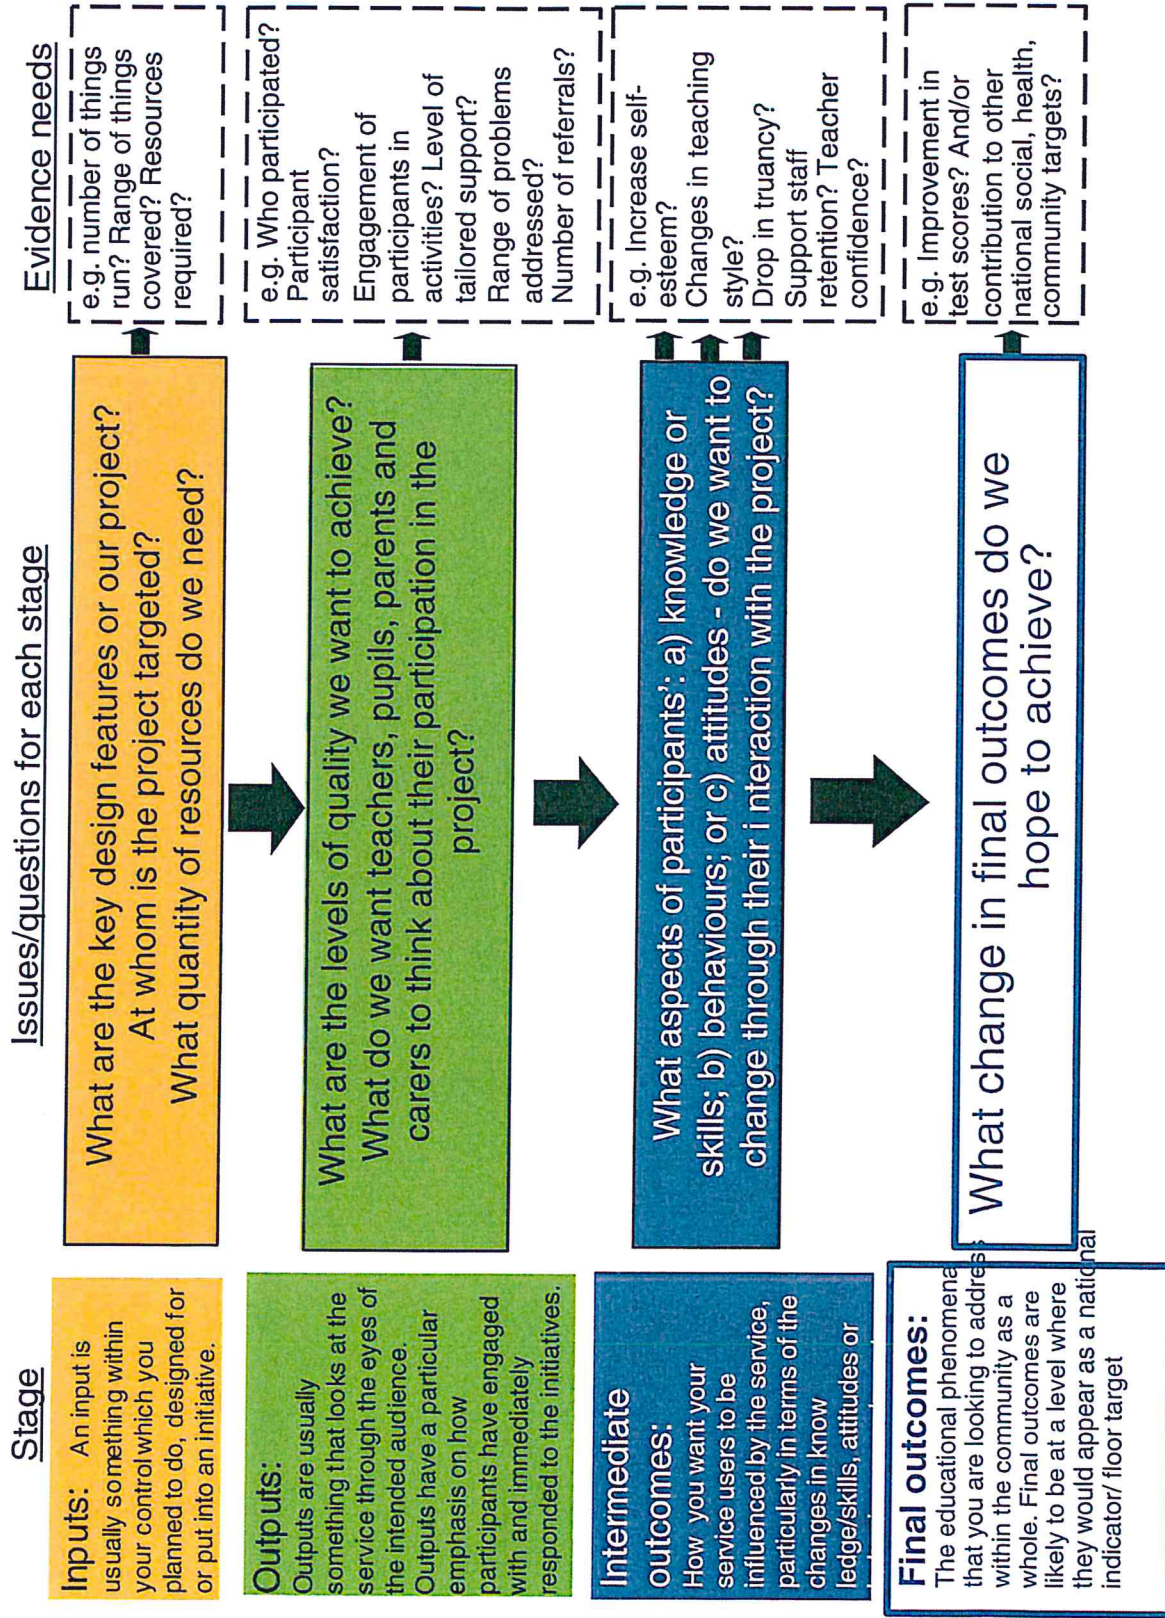 Stage
Issues/questions for each stage
Evidence needs
Inputs: An input is
usually something within
your control which you
planned to do, designed for
or put into an initiative.
What are the key design features or our project?
At whom is the project targeted?
What quantity of resources do we need?
e.g. number of things
run? Range of things
covered? Resources
required?
Outputs:
Outputs are usually
something that looks at the
service through the eyes of
the intended audience.
Outputs have a particular
emphasis on how
participants have engaged
with and immediately
responded to the initiatives.
What are the levels of quality we want to achieve?
What do we want teachers, pupils, parents and
carers to think about their participation in the
project?
e.g. Who participated?
Participant
satisfaction?
Engagement of
participants in
activities? Level of
tailored support?
Range of problems
addressed?
Number of referrals?
Intermediate
outcomes:
How you want your
service users to be
influenced by the service,
particularly in terms of the
changes in know
ledge/skills, attitudes or
What aspects of participants': a) knowledge or
skills; b) behaviours; or c) attitudes - do we want to
change through their i interaction with the project?
e.g. Increase self-
esteem?
Changes in teaching
style?
Drop in truancy?
Support staff
retention? Teacher
confidence?
Final outcomes:
The educational phenomena
that you are looking to address
within the community as a
whole. Final outcomes are
likely to be at a level where
they would appear as a national
indicator/ floor target
What change in final outcomes do we
hope to achieve?
e.g. Improvement in
test scores? And/or
contribution to other
national social, health,
community targets?